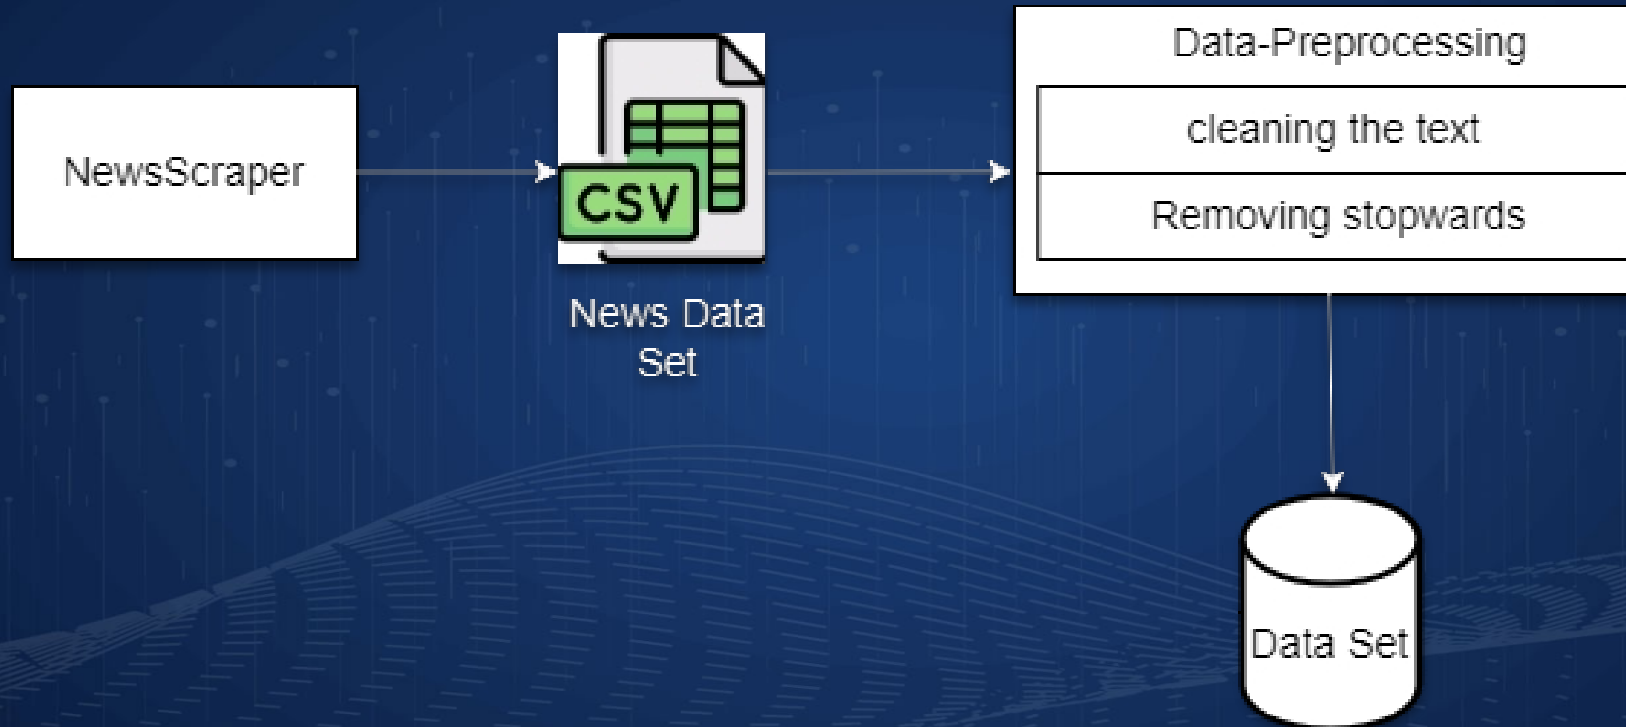 NewsScraper
CSV
News Data
Set
Data-Preprocessing
cleaning the text
Removing stopwards
Data Set